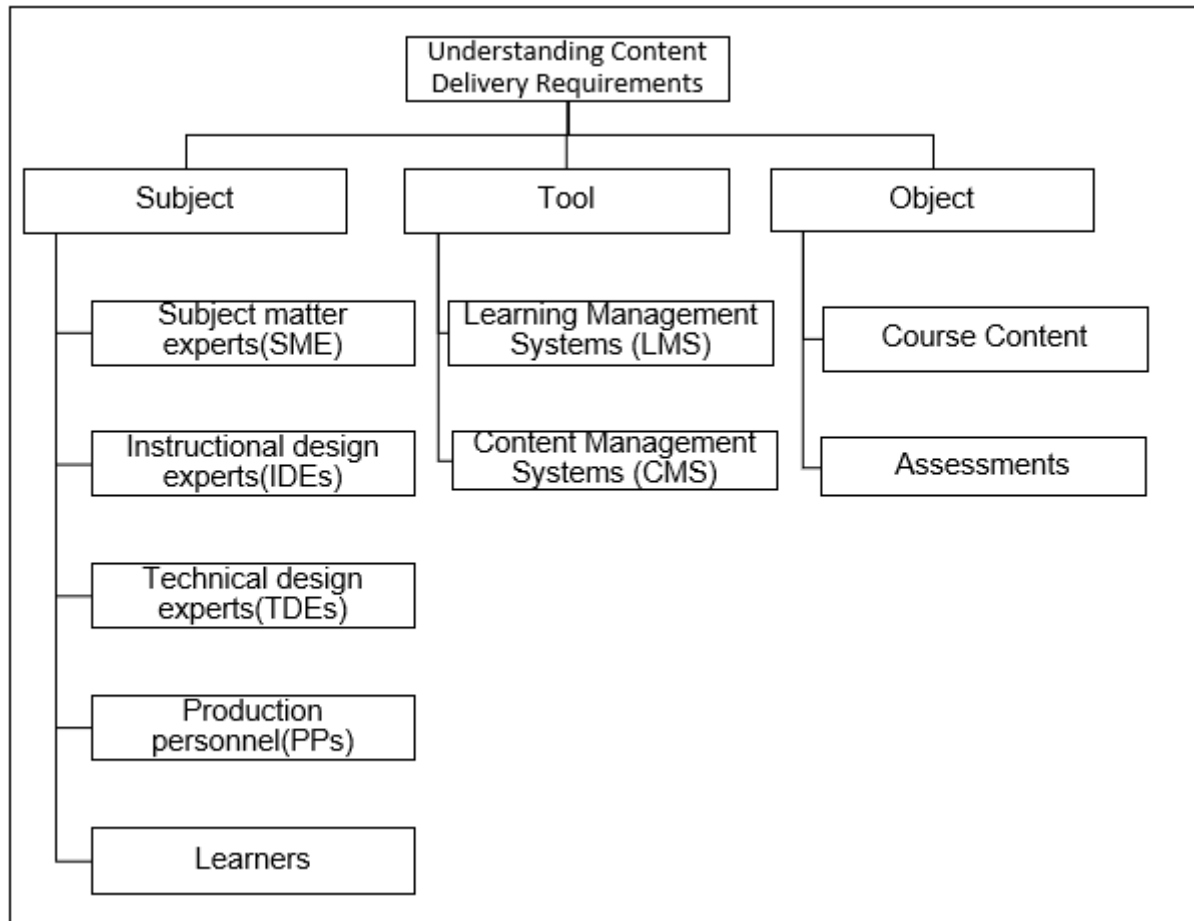 Understanding Content
Delivery Requirements
Subject
Tool
Object
Subject matter
experts(SME)
Instructional design
experts(IDEs)
Technical design
experts(TDEs)
Production
personnel(PPs)
Learners
Learning Management
Systems (LMS)
Content Management
Systems (CMS)
Course Content
Assessments